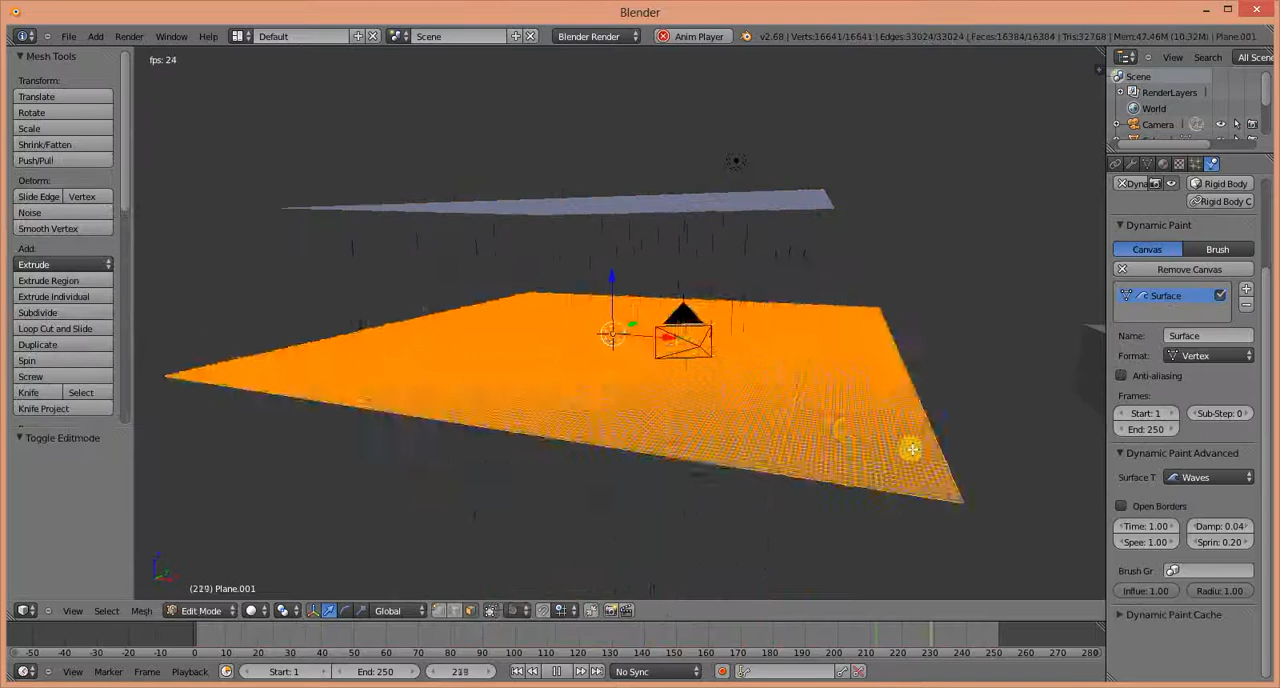 Blender
File Add Render Window Help Default Scene Blender Render Anim Player v2.68 | Verts:16641/16641 | Edges:33024/33024 | Faces:16384/16384 | Tris:32768 | Mem:47.46M (10.32M) | Plane.001
Mesh Tools
Transform:
Translate
Rotate
Scale
Shrink/Fatten
Push/Pull
Deform:
Slide Edge Vertex
Noise
Smooth Vertex
Add:
Extrude
Extrude Region
Extrude Individual
Subdivide
Loop Cut and Slide
Duplicate
Spin
Screw
Knife Select
Knife Project
Toggle Editmode
fps: 24
(219) Plane.001
View Search All Scene
Scene
RenderLayers
World
Camera
Dyna Rigid Body
Rigid Body C
Dynamic Paint
Canvas Brush
Remove Canvas
Surface
Name: Surface
Format: Vertex
Anti-aliasing
Frames:
Start: 1 Sub-Step: 0
End: 250
Dynamic Paint Advanced
Surface T Waves
Open Borders
Time: 1.00 Damp: 0.04
Spee: 1.00 Sprin: 0.20
Brush Gr
Influe: 1.00 Radiu: 1.00
Dynamic Paint Cache
View Select Mesh Edit Mode Global
-50 -40 -30 -20 -10 0 10 20 30 40 50 60 70 80 90 100 110 120 130 140 150 160 170 180 190 200 210 220 230 240 250 260 270 280
View Marker Frame Playback Start: 1 End: 250 No Sync